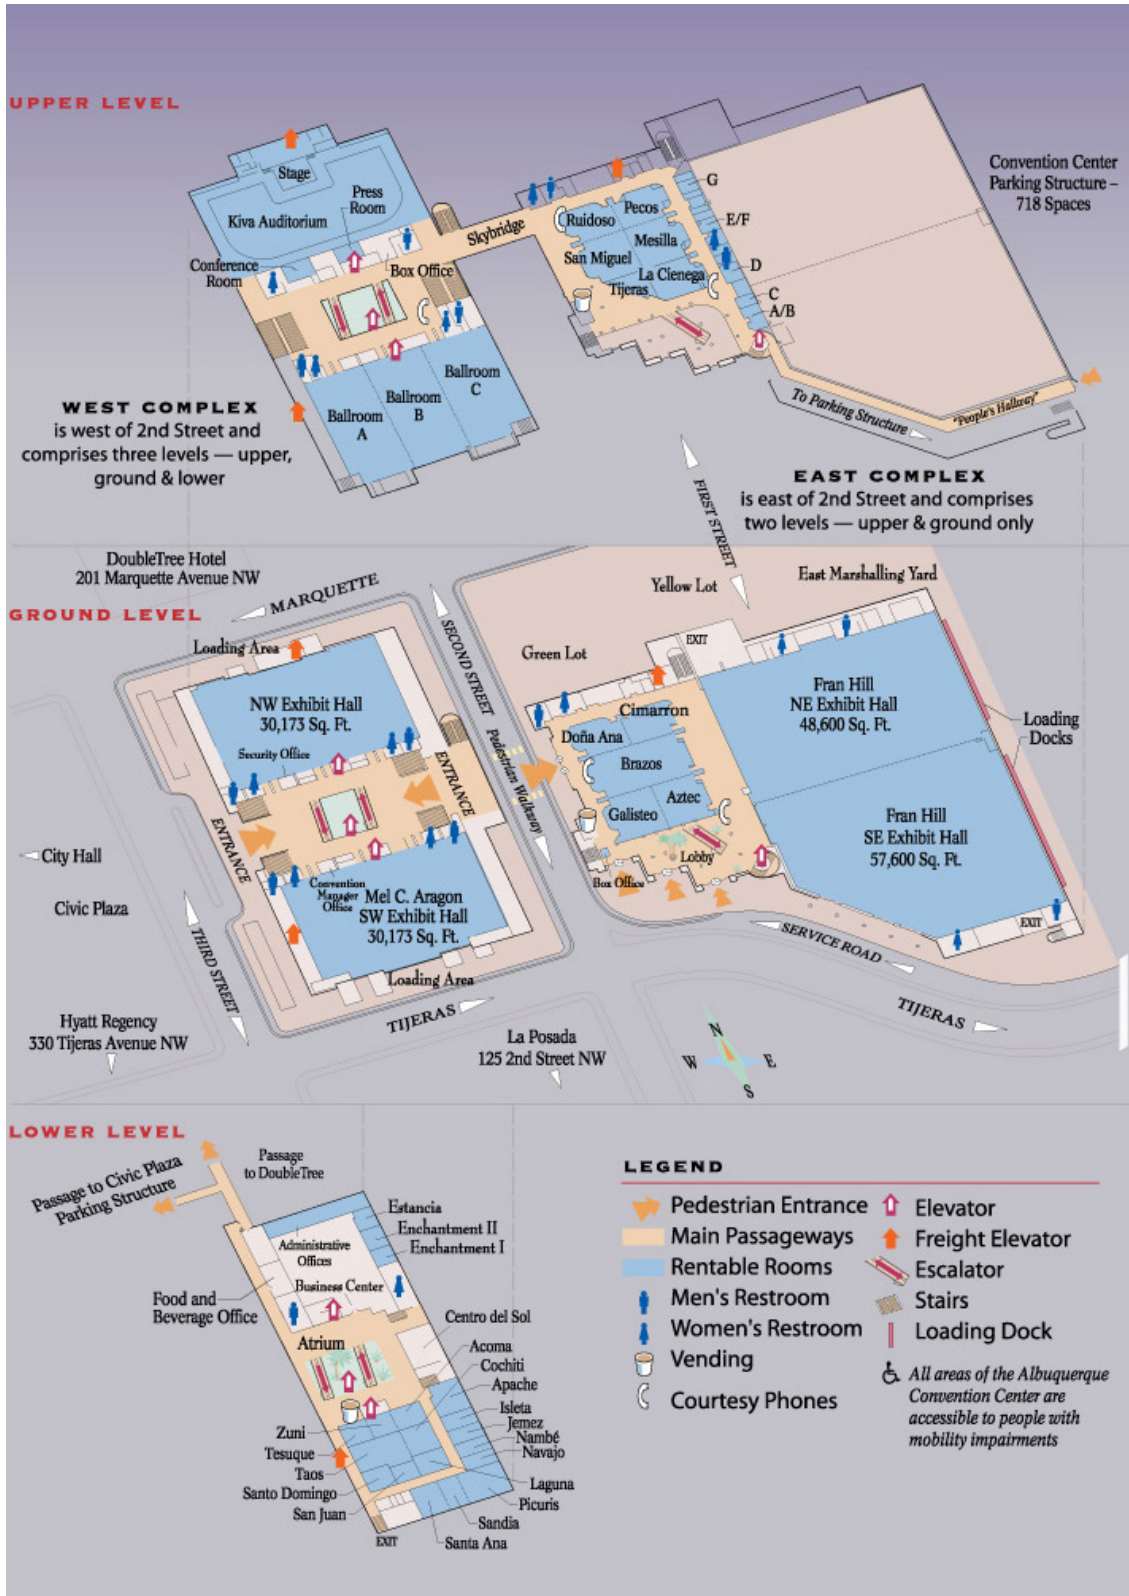 UPPER LEVEL
Stage
Press
Room
Kiva Auditorium
Conference
Room
Box Office
Skybridge
Ruidoso
Pecos
Mesilla
San Miguel
La Cienega
Tijeras
G
E/F
D
C
A/B
Convention Center
Parking Structure –
718 Spaces
Ballroom
A
Ballroom
B
Ballroom
C
To Parking Structure
"People's Hallway"
WEST COMPLEX
is west of 2nd Street and
comprises three levels — upper,
ground & lower
EAST COMPLEX
is east of 2nd Street and comprises
two levels — upper & ground only
FIRST STREET
DoubleTree Hotel
201 Marquette Avenue NW
GROUND LEVEL
MARQUETTE
SECOND STREET
Yellow Lot
East Marshalling Yard
Green Lot
EXIT
Loading Area
NW Exhibit Hall
30,173 Sq. Ft.
Security Office
ENTRANCE
ENTRANCE
Pedestrian Walkway
Cimarron
Doña Ana
Brazos
Aztec
Galisteo
Lobby
Box Office
Fran Hill
NE Exhibit Hall
48,600 Sq. Ft.
Loading
Docks
Fran Hill
SE Exhibit Hall
57,600 Sq. Ft.
EXIT
City Hall
Civic Plaza
Convention
Manager
Office
Mel C. Aragon
SW Exhibit Hall
30,173 Sq. Ft.
Loading Area
THIRD STREET
TIJERAS
SERVICE ROAD
TIJERAS
Hyatt Regency
330 Tijeras Avenue NW
La Posada
125 2nd Street NW
N
W
E
S
LOWER LEVEL
Passage to Civic Plaza
Parking Structure
Passage
to DoubleTree
Estancia
Enchantment II
Enchantment I
Administrative
Offices
Business Center
Food and
Beverage Office
Atrium
Centro del Sol
Acoma
Cochiti
Apache
Isleta
Jemez
Nambé
Navajo
Laguna
Picuris
Sandia
Santa Ana
Zuni
Tesuque
Taos
Santo Domingo
San Juan
EXIT
LEGEND
Pedestrian Entrance
Main Passageways
Rentable Rooms
Men's Restroom
Women's Restroom
Vending
Courtesy Phones
Elevator
Freight Elevator
Escalator
Stairs
Loading Dock
All areas of the Albuquerque
Convention Center are
accessible to people with
mobility impairments